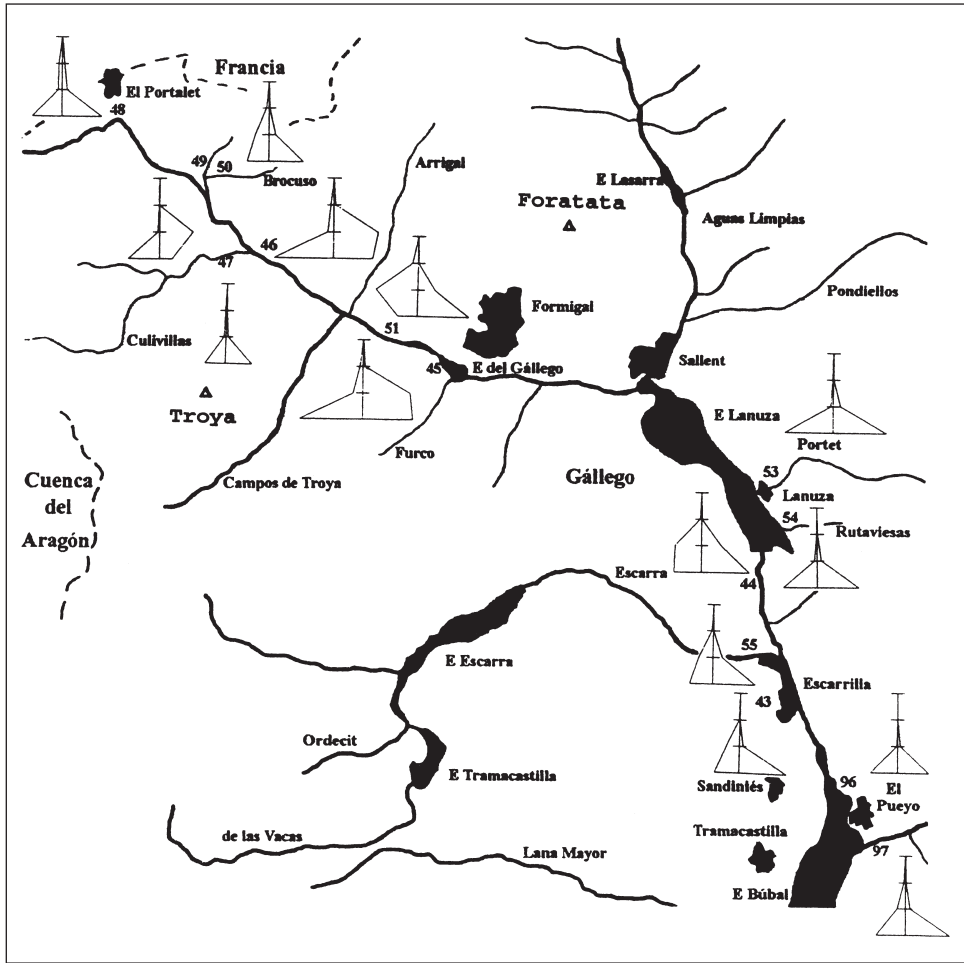 Francia
El Portalet
48
49
50
Brocuso
Arrigal
E Lasarra
Foratata
Aguas Limpias
46
47
Culivillas
Pondiellos
Formigal
51
Sallent
45
E del Gállego
Troya
E Lanuza
Portet
Furco
Campos de Troya
Gállego
53
Lanuza
Cuenca
del
Aragón
54
Rutaviesas
Escarra
44
55
E Escarra
Escarrilla
43
Ordecit
E Tramacastilla
Sandiniés
96
El
Pueyo
de las Vacas
Tramacastilla
Lana Mayor
97
E Búbal